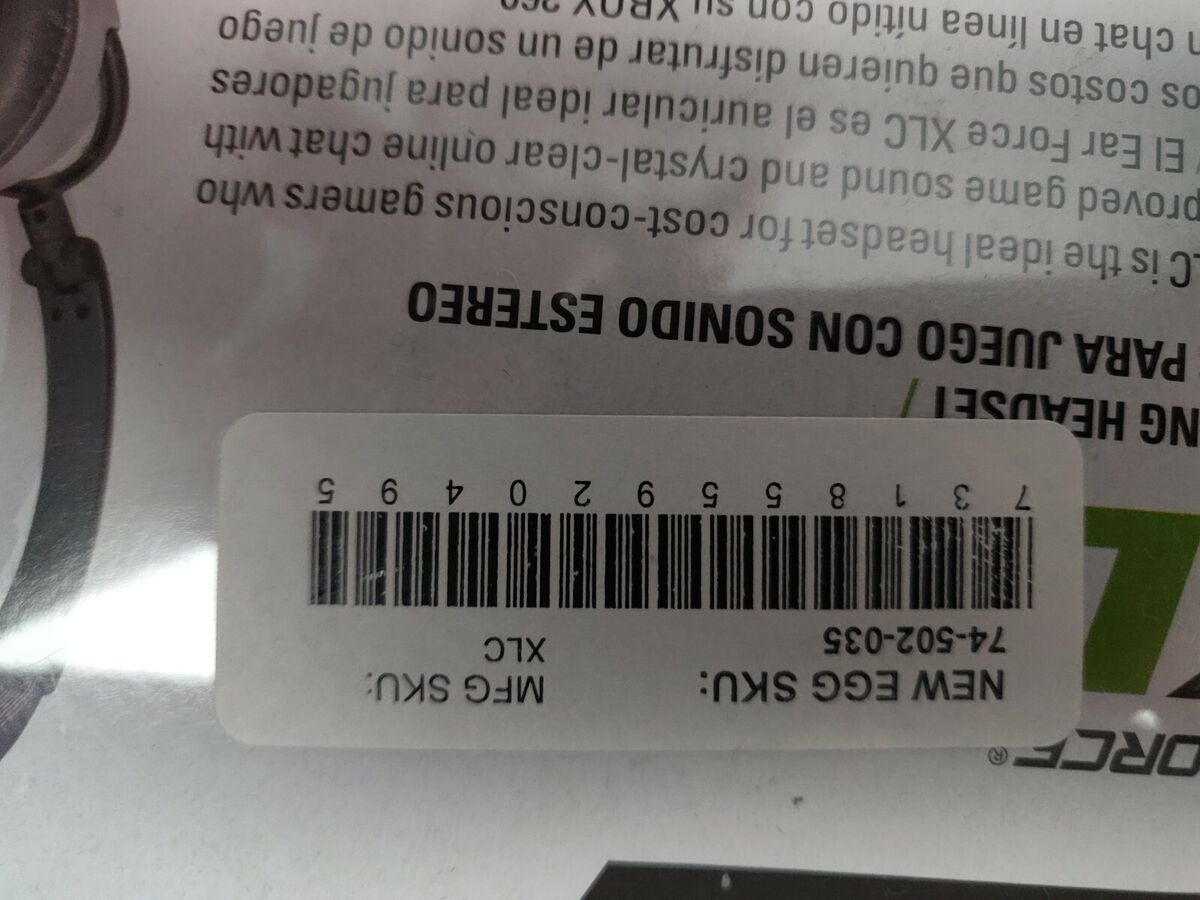 ORCE®
NEW EGG SKU: MFG SKU:
74-502-035 XLC
7 3 1 8 5 5 9 2 0 4 9 5
NG HEADSET /
PARA JUEGO CON SONIDO ESTEREO
LC is the ideal headset for cost-conscious gamers who
proved game sound and crystal-clear online chat with
/ El Ear Force XLC es el auricular ideal para jugadores
os costos que quieren disfrutar de un sonido de juego
n chat en línea nítido con su XBOX 360